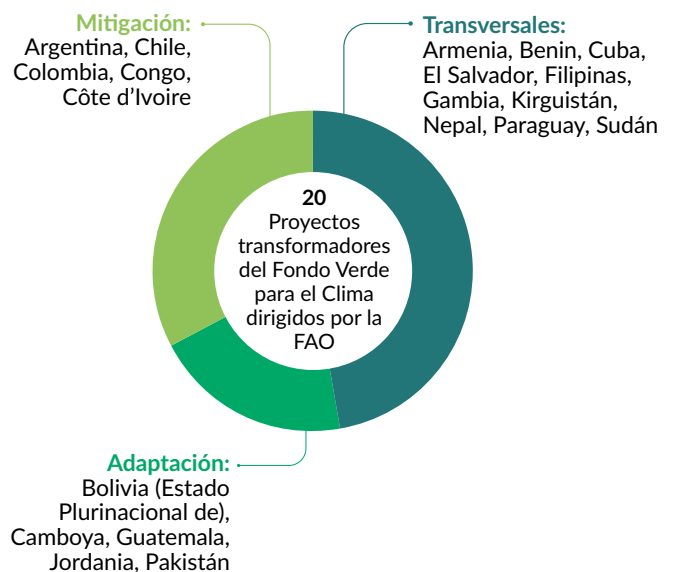 Mitigación:
Argentina, Chile,
Colombia, Congo,
Côte d’Ivoire
Transversales:
Armenia, Benin, Cuba,
El Salvador, Filipinas,
Gambia, Kirguistán,
Nepal, Paraguay, Sudán
20
Proyectos
transformadores
del Fondo Verde
para el Clima
dirigidos por la
FAO
Adaptación:
Bolivia (Estado
Plurinacional de),
Camboya, Guatemala,
Jordania, Pakistán